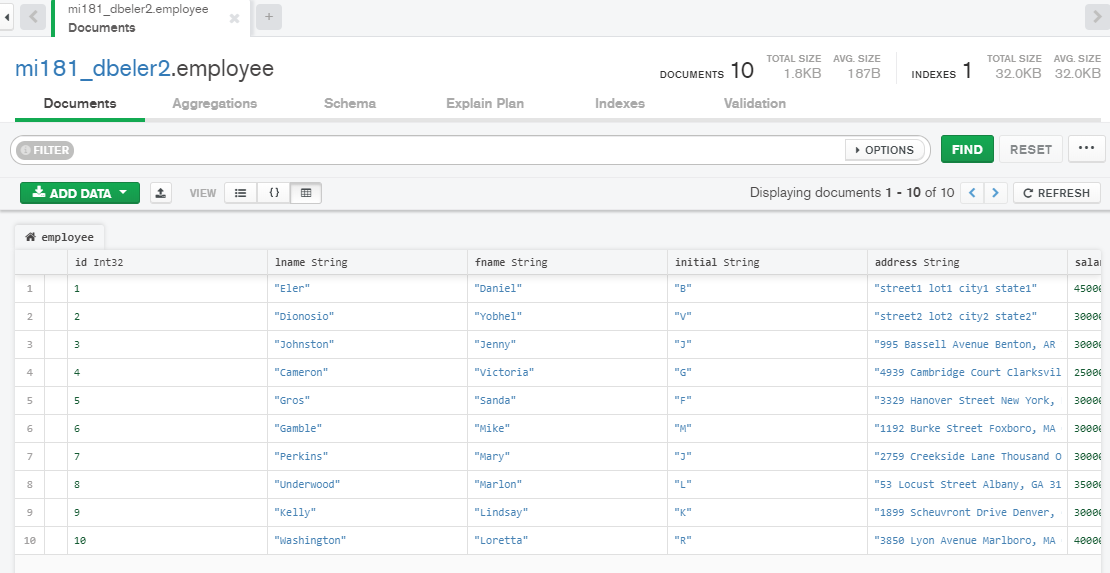 mi181_dbeler2.employee
Documents
mi181_dbeler2.employee
DOCUMENTS 10 TOTAL SIZE 1.8KB AVG. SIZE 187B INDEXES 1 TOTAL SIZE 32.0KB AVG. SIZE 32.0KB
Documents Aggregations Schema Explain Plan Indexes Validation
FILTER OPTIONS FIND RESET ...
ADD DATA VIEW {} Displaying documents 1 - 10 of 10 REFRESH
employee
id Int32 lname String fname String initial String address String salar
1 1 "Eler" "Daniel" "B" "street1 lot1 city1 state1" 45000
2 2 "Dionosio" "Yobhel" "V" "street2 lot2 city2 state2" 30000
3 3 "Johnston" "Jenny" "J" "995 Bassell Avenue Benton, AR 30000
4 4 "Cameron" "Victoria" "G" "4939 Cambridge Court Clarksvil 25000
5 5 "Gros" "Sanda" "F" "3329 Hanover Street New York, 30000
6 6 "Gamble" "Mike" "M" "1192 Burke Street Foxboro, MA 30000
7 7 "Perkins" "Mary" "J" "2759 Creekside Lane Thousand O 30000
8 8 "Underwood" "Marlon" "L" "53 Locust Street Albany, GA 31 35000
9 9 "Kelly" "Lindsay" "K" "1899 Scheuvront Drive Denver, 30000
10 10 "Washington" "Loretta" "R" "3850 Lyon Avenue Marlboro, MA 40000